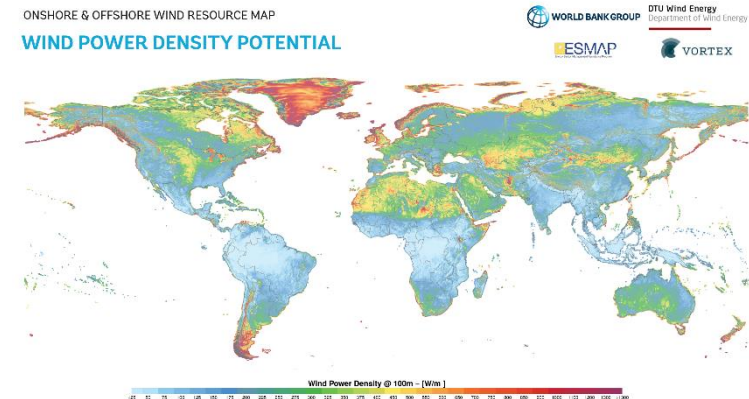 ONSHORE & OFFSHORE WIND RESOURCE MAP
WIND POWER DENSITY POTENTIAL
WORLD BANK GROUP
DTU Wind Energy
Department of Wind Energy
ESMAP
VORTEX
Wind Power Density @ 100m – [W/m ]